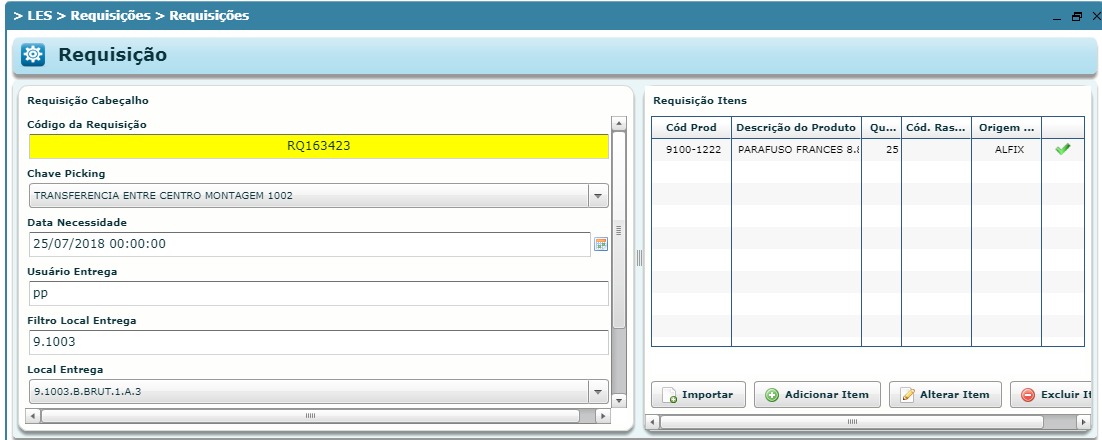 > LES > Requisições > Requisições
Requisição
Requisição Cabeçalho
Código da Requisição
RQ163423
Chave Picking
TRANSFERENCIA ENTRE CENTRO MONTAGEM 1002
Data Necessidade
25/07/2018 00:00:00
Usuário Entrega
pp
Filtro Local Entrega
9.1003
Local Entrega
9.1003.B.BRUT.1.A.3
Requisição Itens
Cód Prod Descrição do Produto Qu... Cód. Ras... Origem ...
9100-1222 PARAFUSO FRANCES 8.8 25 ALFIX
Importar Adicionar Item Alterar Item Excluir